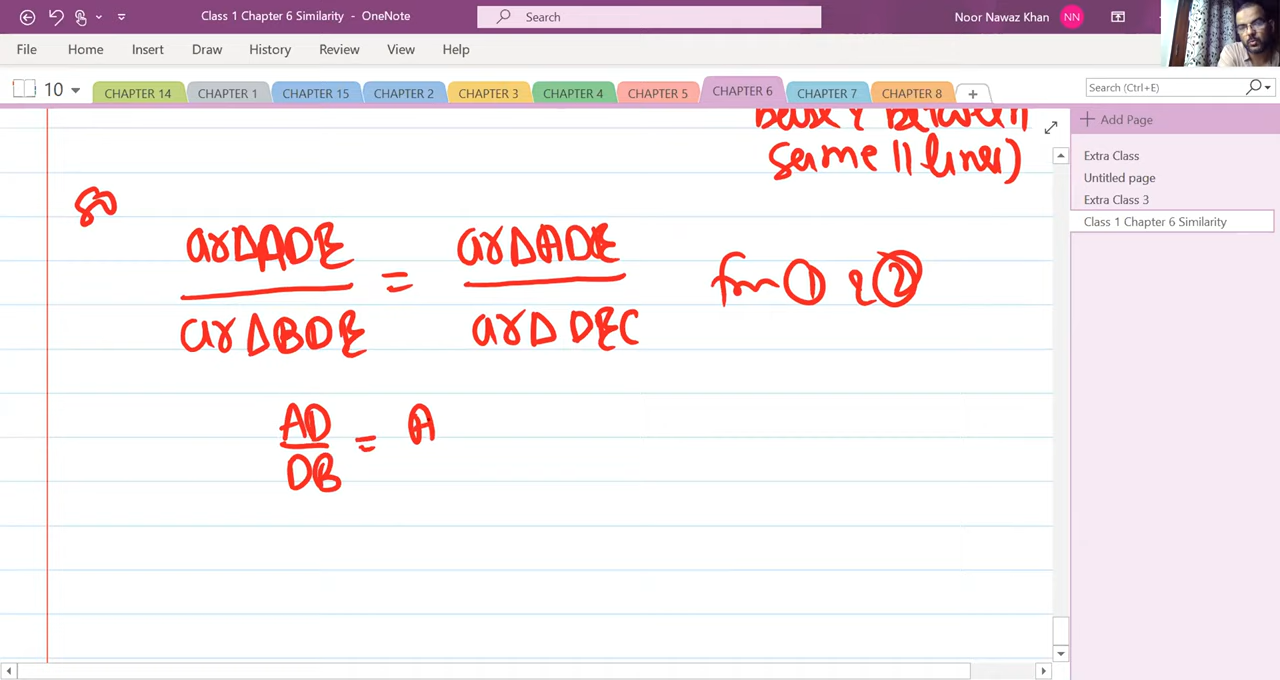 Class 1 Chapter 6 Similarity - OneNote
Search
Noor Nawaz Khan
NN
File Home Insert Draw History Review View Help
10
CHAPTER 14 CHAPTER 1 CHAPTER 15 CHAPTER 2 CHAPTER 3 CHAPTER 4 CHAPTER 5 CHAPTER 6 CHAPTER 7 CHAPTER 8
Search (Ctrl+E)
Add Page
Extra Class
Untitled page
Extra Class 3
Class 1 Chapter 6 Similarity
base & between
same || lines)
so
ar∆ADE / ar∆BDE = ar∆ADE / ar∆DEC from ① & ②
AD / DB = A